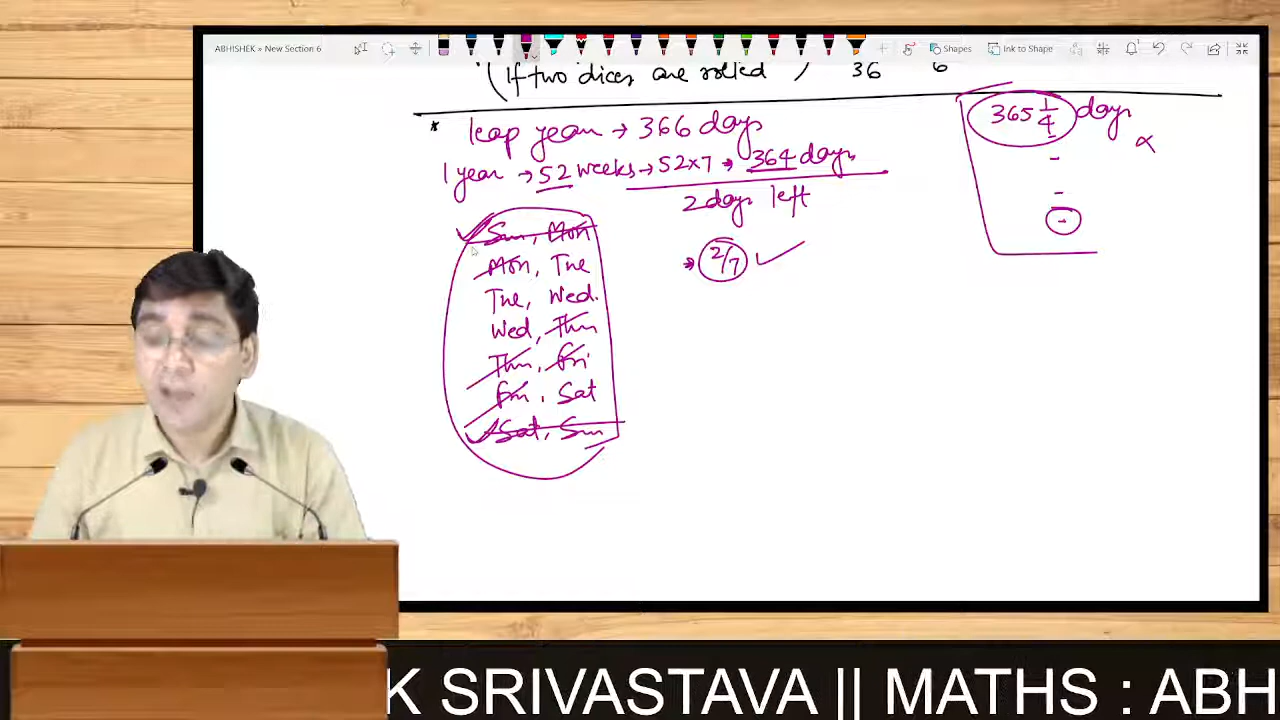 ABHISHEK » New Section 6
Shapes
Ink to Shape
(If two dices are rolled) 36 6
* leap year → 366 days
1 year → 52 weeks → 52x7 → 364 days
2 days left
→ 2/7 ✓
Sun, Mon
Mon, Tue
Tue, Wed.
Wed, Thu
Thu, Fri
Fri, Sat
Sat, Sun
365 1/4 days
K SRIVASTAVA || MATHS : ABH